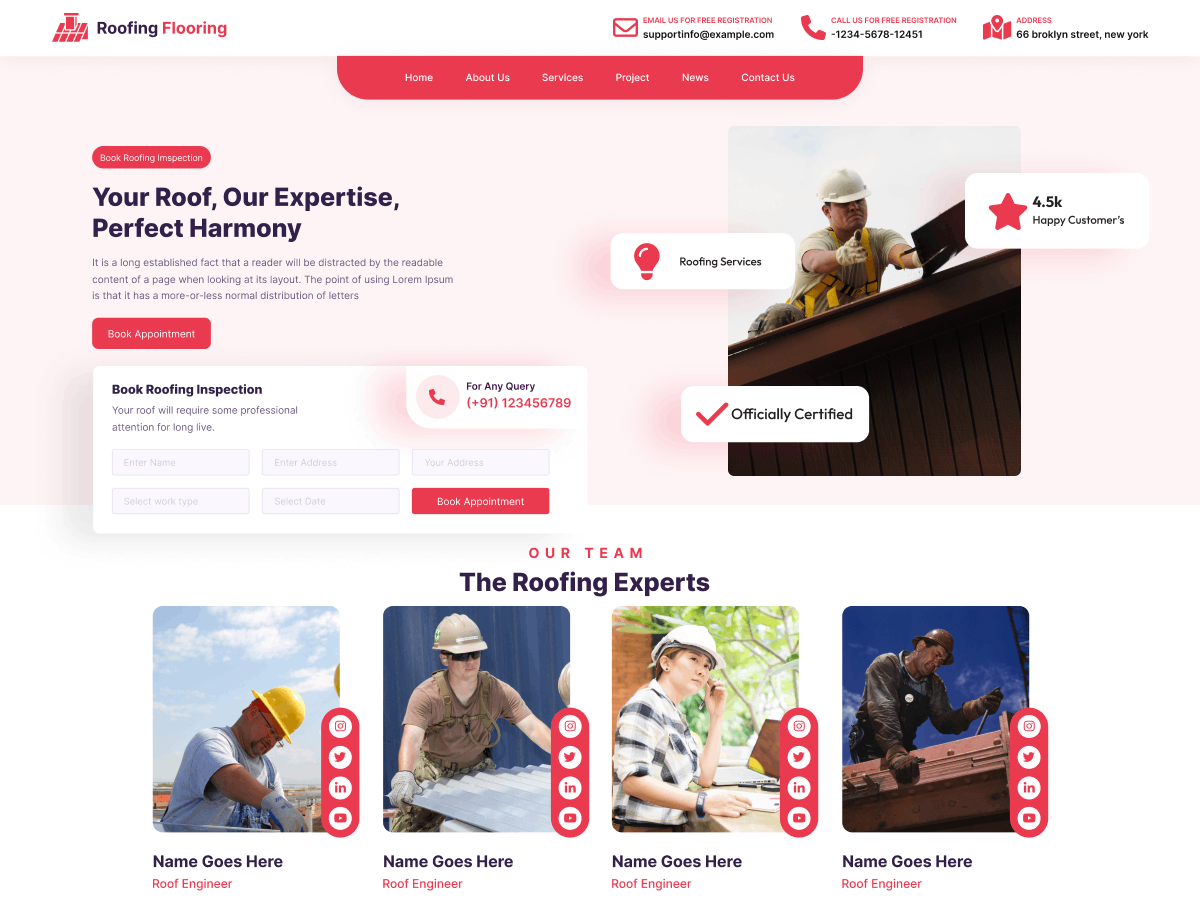 Roofing Flooring
EMAIL US FOR FREE REGISTRATION
supportinfo@example.com
CALL US FOR FREE REGISTRATION
-1234-5678-12451
ADDRESS
66 broklyn street, new york
Home
About Us
Services
Project
News
Contact Us
Book Roofing Imspection
Your Roof, Our Expertise,
Perfect Harmony
It is a long established fact that a reader will be distracted by the readable
content of a page when looking at its layout. The point of using Lorem Ipsum
is that it has a more-or-less normal distribution of letters
Book Appointment
4.5k
Happy Customer's
Roofing Services
Officially Certified
Book Roofing Inspection
Your roof will require some professional
attention for long live.
For Any Query
(+91) 123456789
Enter Name
Enter Address
Your Address
Select work type
Select Date
Book Appointment
OUR TEAM
The Roofing Experts
Name Goes Here
Roof Engineer
Name Goes Here
Roof Engineer
Name Goes Here
Roof Engineer
Name Goes Here
Roof Engineer